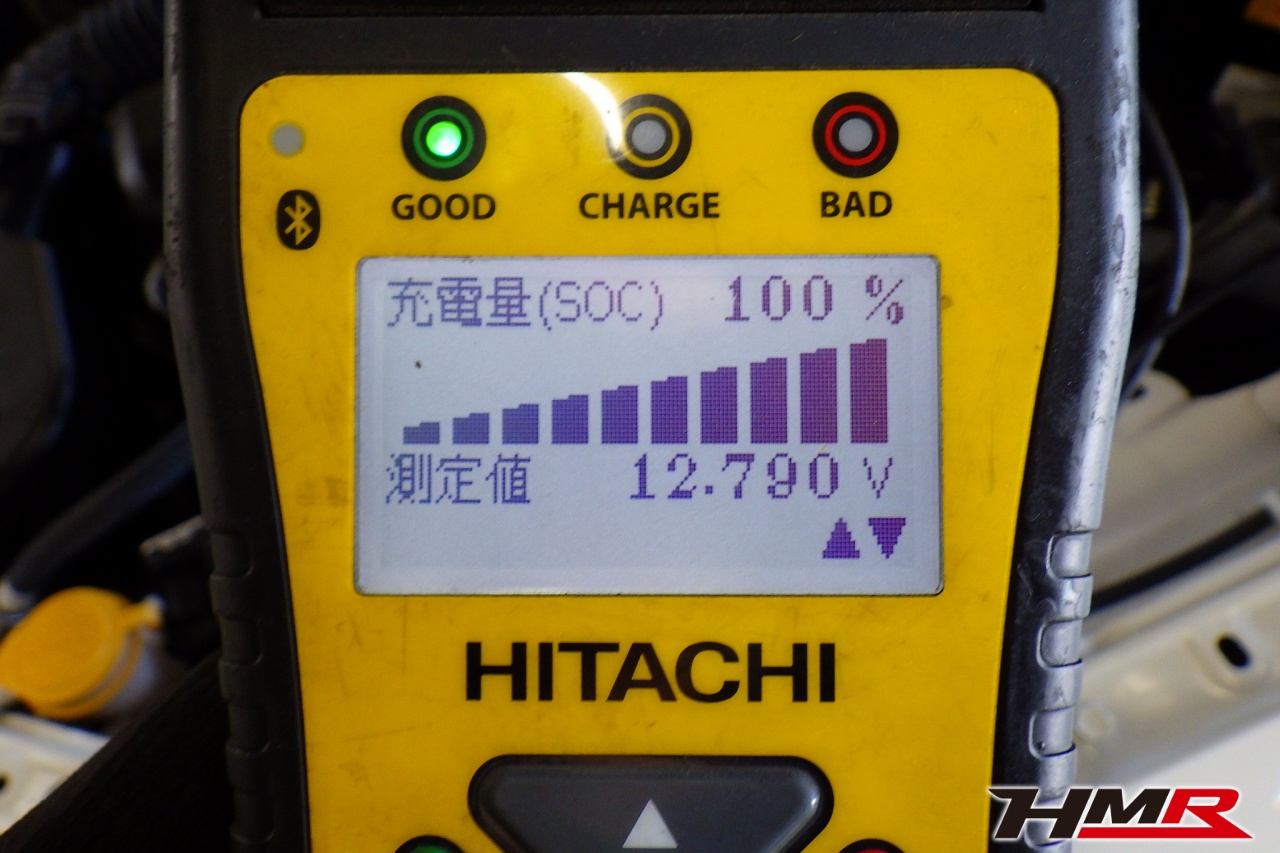 GOOD CHARGE BAD
充電量(SOC) 100 %
測定値 12.790 V
HITACHI
HMR